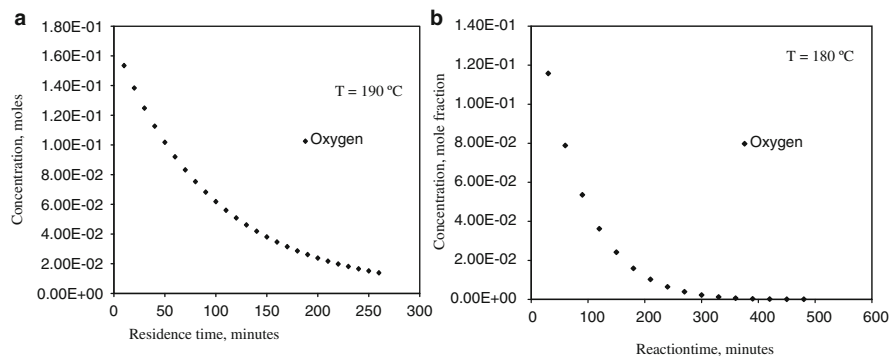 a
1.80E-01
1.60E-01
1.40E-01
1.20E-01
1.00E-01
8.00E-02
6.00E-02
4.00E-02
2.00E-02
0.00E+00
Concentration, moles
T = 190 ºC
Oxygen
0 50 100 150 200 250 300
Residence time, minutes
b
1.40E-01
1.20E-01
1.00E-01
8.00E-02
6.00E-02
4.00E-02
2.00E-02
0.00E+00
Concentration, mole fraction
T = 180 ºC
Oxygen
0 100 200 300 400 500 600
Reactiontime, minutes